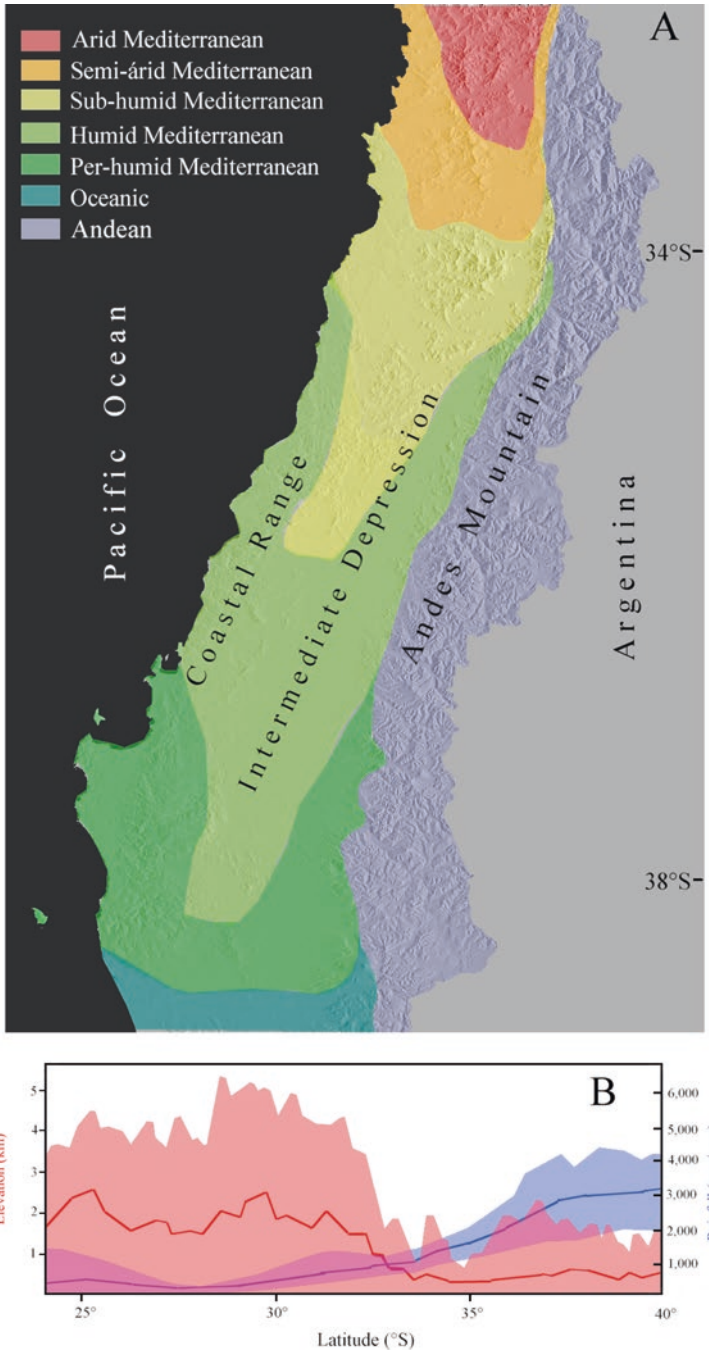 A
Arid Mediterranean
Semi-árid Mediterranean
Sub-humid Mediterranean
Humid Mediterranean
Per-humid Mediterranean
Oceanic
Andean
34°S
38°S
Pacific Ocean
Coastal Range
Intermediate Depression
Andes Mountain
Argentina
B
Elevation (km)
5
4
3
2
1
6,000
5,000
4,000
3,000
2,000
1,000
25°
30°
35°
40°
Latitude (°S)